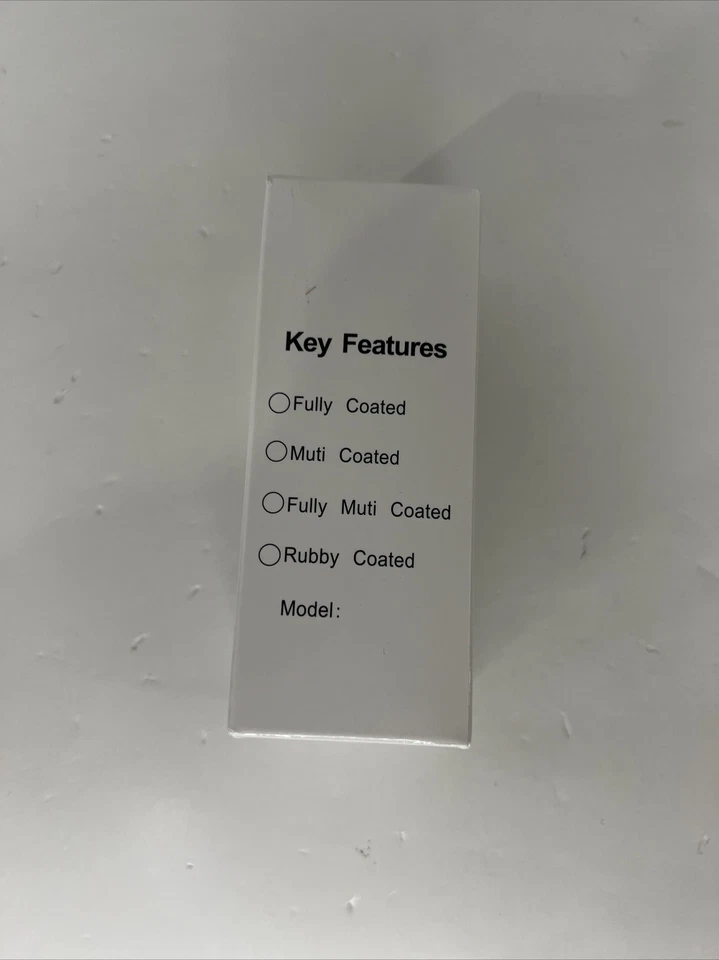 Key Features
○Fully Coated
○Muti Coated
○Fully Muti Coated
○Rubby Coated
Model: